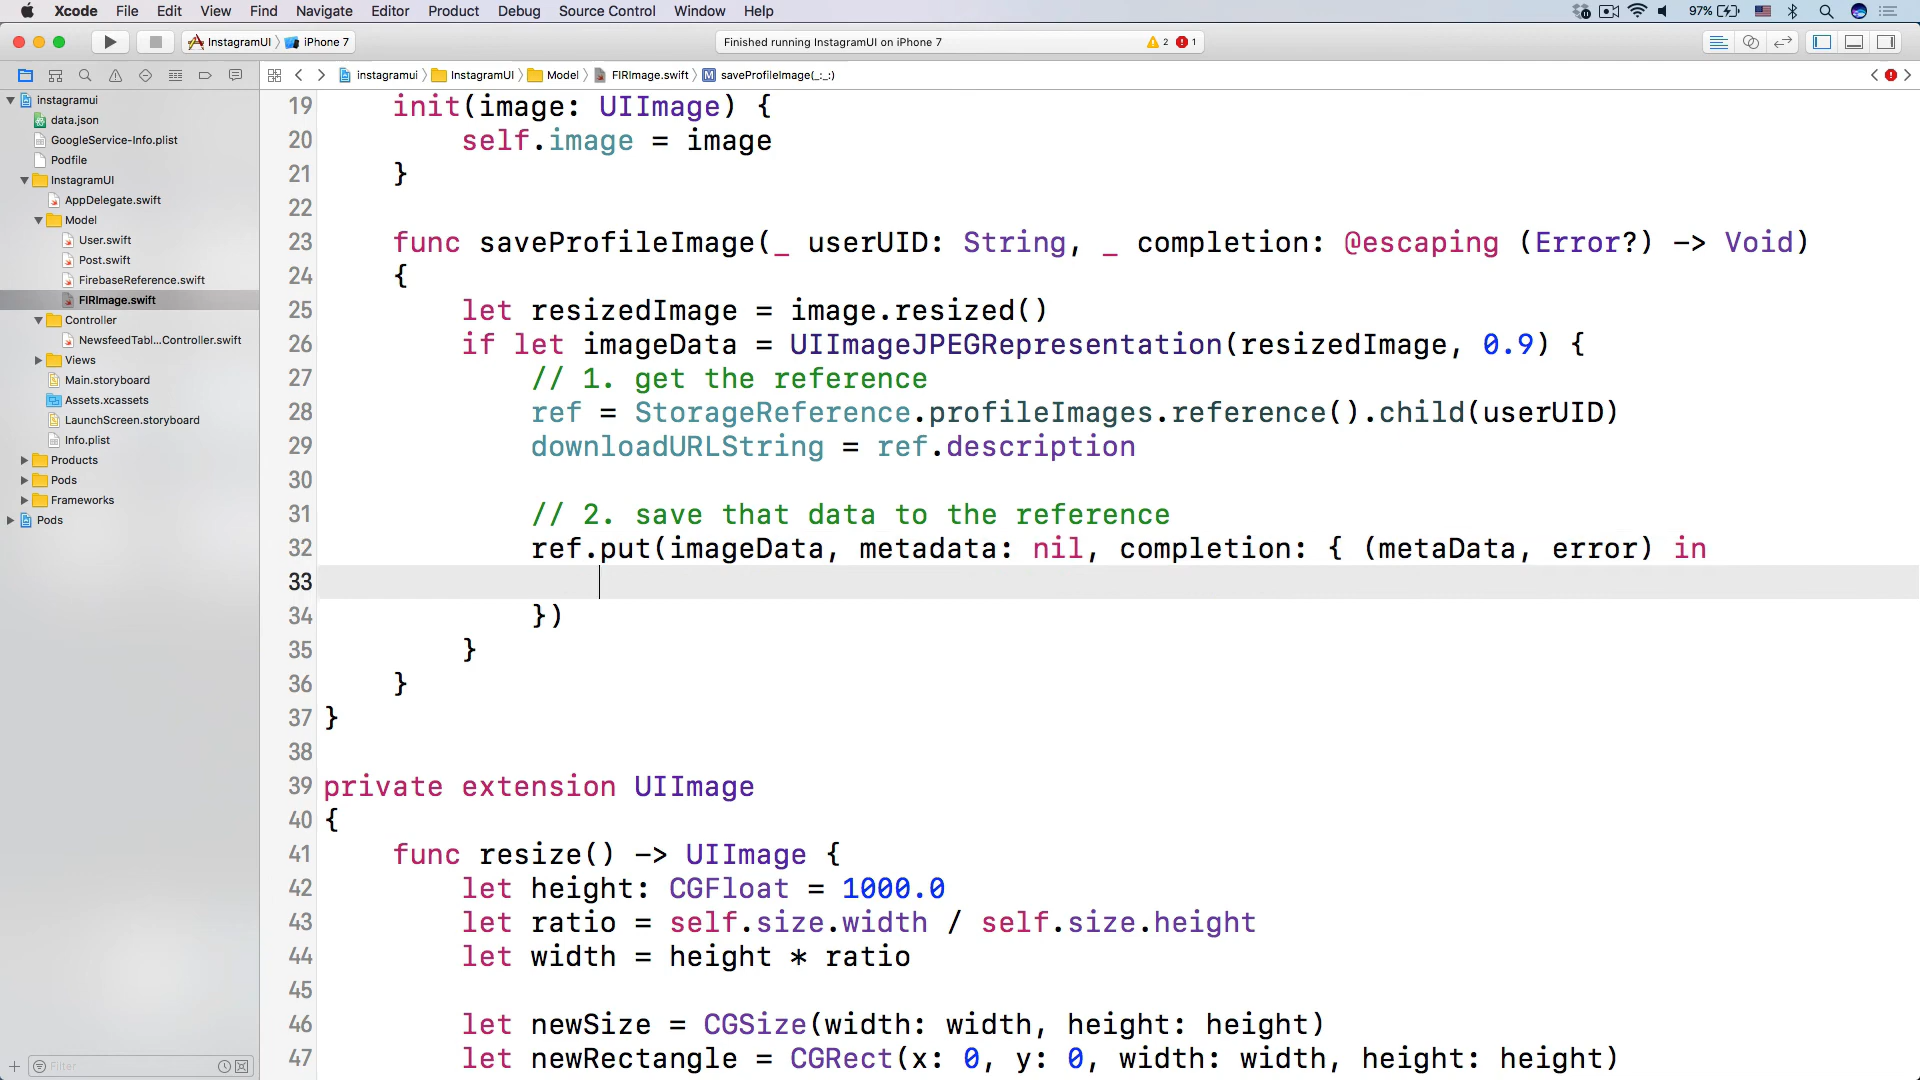 Xcode File Edit View Find Navigate Editor Product Debug Source Control Window Help 97%
InstagramUI iPhone 7 Finished running InstagramUI on iPhone 7 2 1
instagramui InstagramUI Model FIRImage.swift M saveProfileImage(_:_:)
instagramui
data.json
GoogleService-Info.plist
Podfile
InstagramUI
AppDelegate.swift
Model
User.swift
Post.swift
FirebaseReference.swift
FIRImage.swift
Controller
NewsfeedTabl...Controller.swift
Views
Main.storyboard
Assets.xcassets
LaunchScreen.storyboard
Info.plist
Products
Pods
Frameworks
Pods
Filter
19 init(image: UIImage) {
20 self.image = image
21 }
22
23 func saveProfileImage(_ userUID: String, _ completion: @escaping (Error?) -> Void)
24 {
25 let resizedImage = image.resized()
26 if let imageData = UIImageJPEGRepresentation(resizedImage, 0.9) {
27 // 1. get the reference
28 ref = StorageReference.profileImages.reference().child(userUID)
29 downloadURLString = ref.description
30
31 // 2. save that data to the reference
32 ref.put(imageData, metadata: nil, completion: { (metaData, error) in
33
34 })
35 }
36 }
37 }
38
39 private extension UIImage
40 {
41 func resize() -> UIImage {
42 let height: CGFloat = 1000.0
43 let ratio = self.size.width / self.size.height
44 let width = height * ratio
45
46 let newSize = CGSize(width: width, height: height)
47 let newRectangle = CGRect(x: 0, y: 0, width: width, height: height)